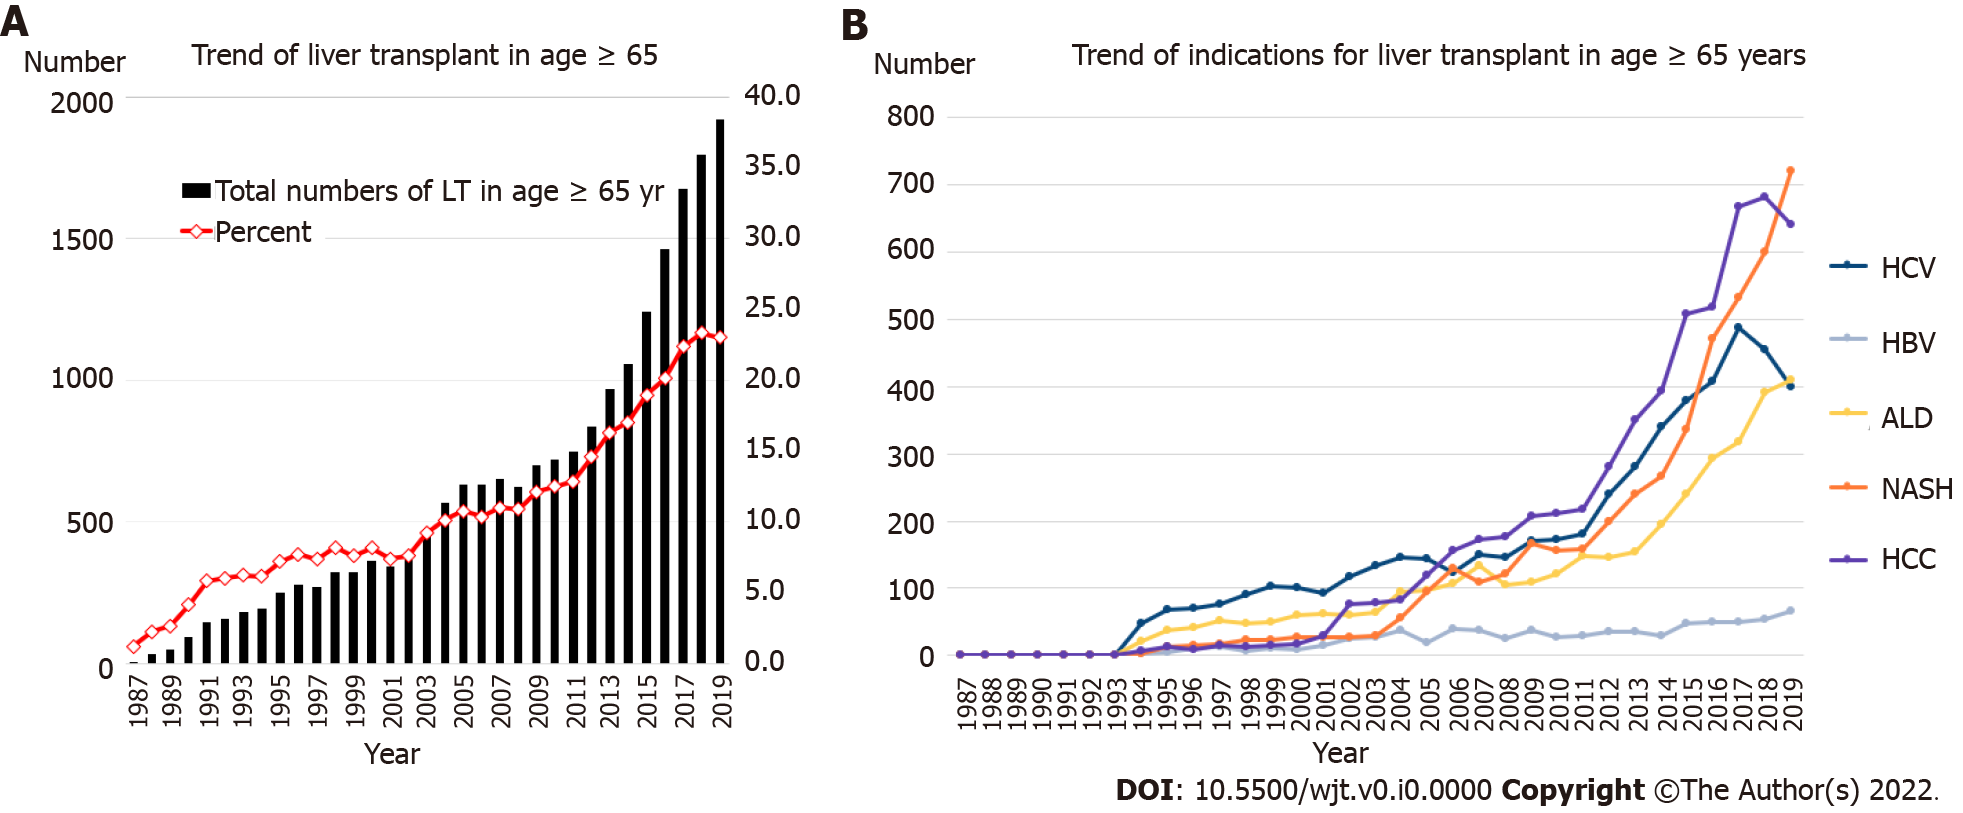 A
Number
Trend of liver transplant in age ≥ 65
2000
1500
1000
500
0
40.0
35.0
30.0
25.0
20.0
15.0
10.0
5.0
0.0
Total numbers of LT in age ≥ 65 yr
Percent
1987 1989 1991 1993 1995 1997 1999 2001 2003 2005 2007 2009 2011 2013 2015 2017 2019
Year
B
Number
Trend of indications for liver transplant in age ≥ 65 years
800
700
600
500
400
300
200
100
0
1987 1988 1989 1990 1991 1992 1993 1994 1995 1996 1997 1998 1999 2000 2001 2002 2003 2004 2005 2006 2007 2008 2009 2010 2011 2012 2013 2014 2015 2016 2017 2018 2019
Year
HCV
HBV
ALD
NASH
HCC
DOI: 10.5500/wjt.v0.i0.0000 Copyright ©The Author(s) 2022.